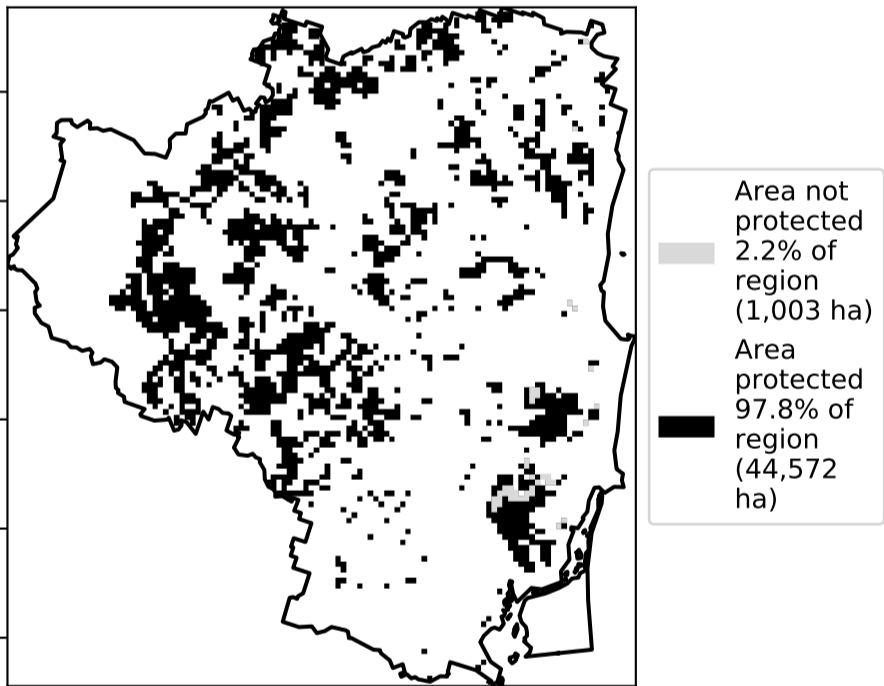 Area not
protected
2.2% of
region
(1,003 ha)
Area
protected
97.8% of
region
(44,572
ha)